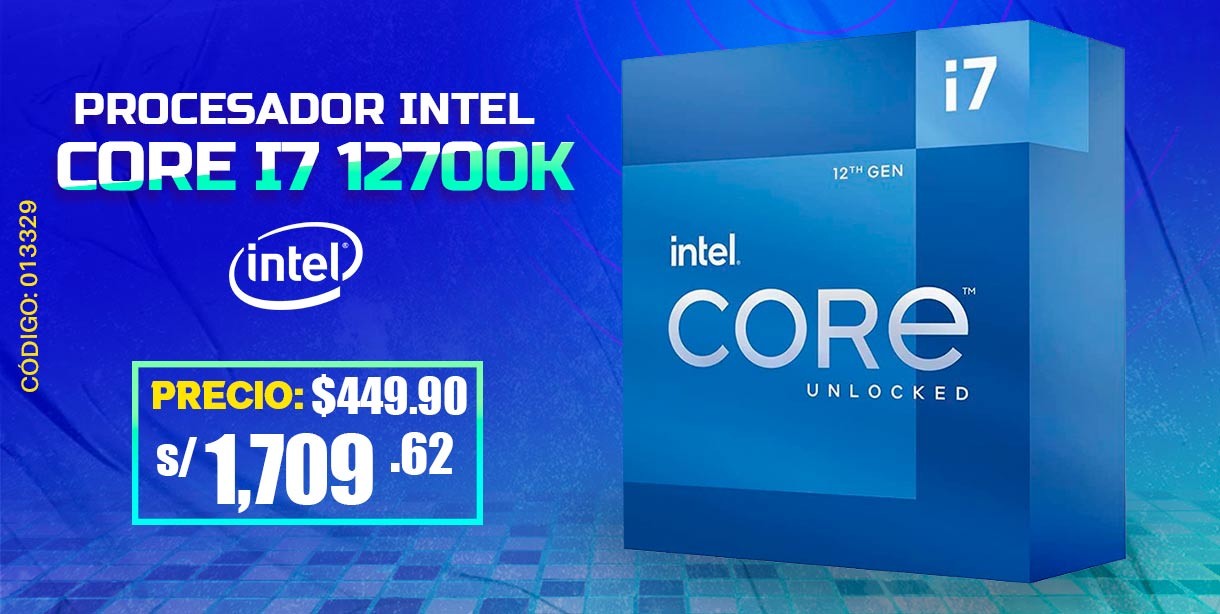 PROCESADOR INTEL
CORE I7 12700K
intel®
CÓDIGO: 013329
PRECIO: $449.90
s/ 1,709.62
i7
12TH GEN
intel.
CORe™
UNLOCKED